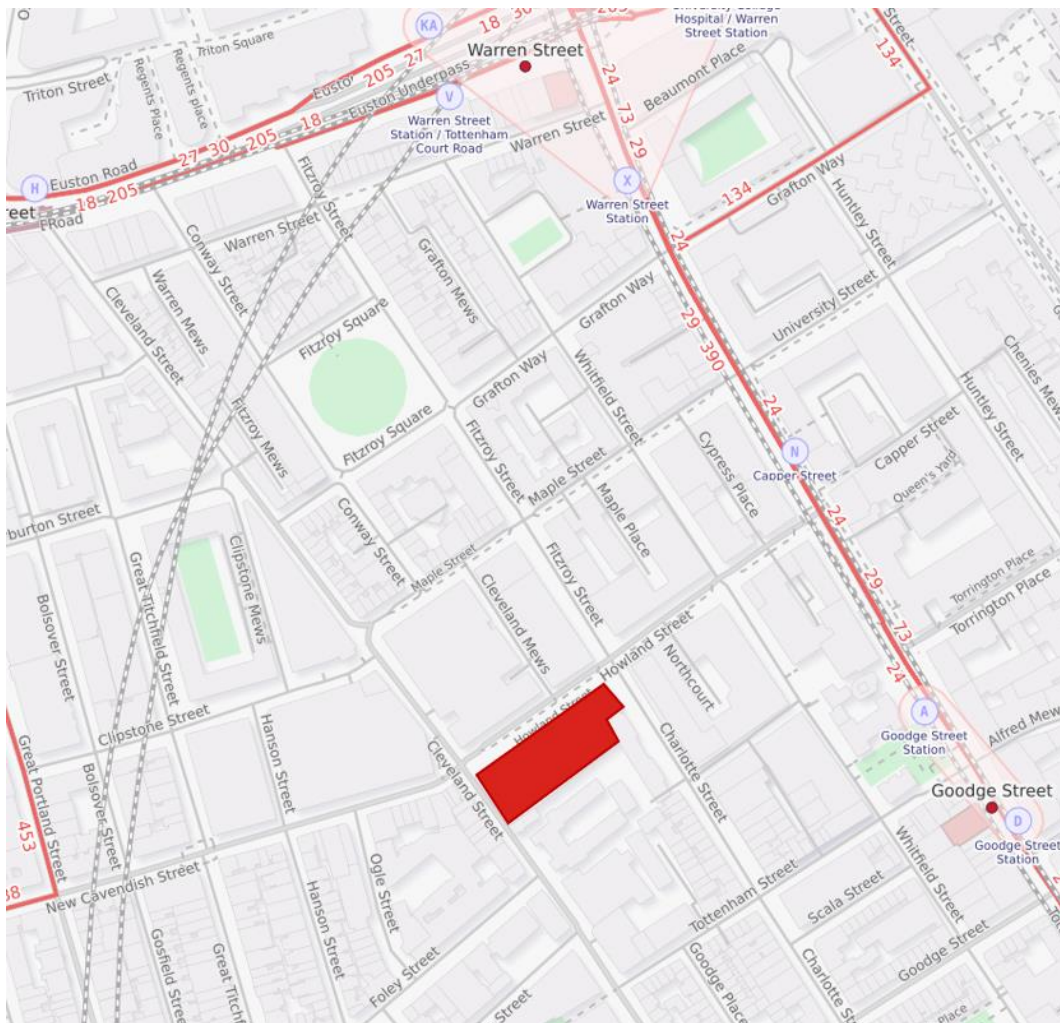 University College
Hospital / Warren
Street Station
KA
18
30
205
Street
134
Triton Square
Triton Street
Regents Place
Regents place
27
205
Warren Street
Euston Underpass
V
Warren Street
Station / Tottenham
Court Road
24
73
29
Beaumont Place
Warren Street
18
205
30
27
Euston Road
H
18
205
Road
X
Warren Street
Station
134
Grafton Way
Huntley Street
Fitzroy Street
Warren Street
Conway Street
Warren Mews
Cleveland Street
Grafton Mews
24
Grafton Way
University Street
29
390
Fitzroy Square
Whitfield Street
Grafton Way
Chenies Mews
Huntley Street
24
Fitzroy Mews
Fitzroy Square
Fitzroy Street
Maple Street
Cypress Place
N
Capper Street
Capper Street
Queen's Yard
Conway Street
Maple Place
24
Clipstone Mews
Great Titchfield Street
Bolsover Street
Maple Street
Fitzroy Street
Cleveland Mews
29
Torrington Place
Torrington Place
73
24
Howland Street
Northcourt
Howland Street
Clipstone Street
Hanson Street
Cleveland Street
Charlotte Street
A
Goodge Street
Station
Alfred Mews
Great Portland Street
Bolsover Street
453
Goodge Street
D
Goodge Street
Station
New Cavendish Street
Ogle Street
Hanson Street
Whitfield Street
Tottenham Street
Scala Street
Gosfield Street
Foley Street
Goodge Place
Charlotte Street
Goodge Street
Street
Place